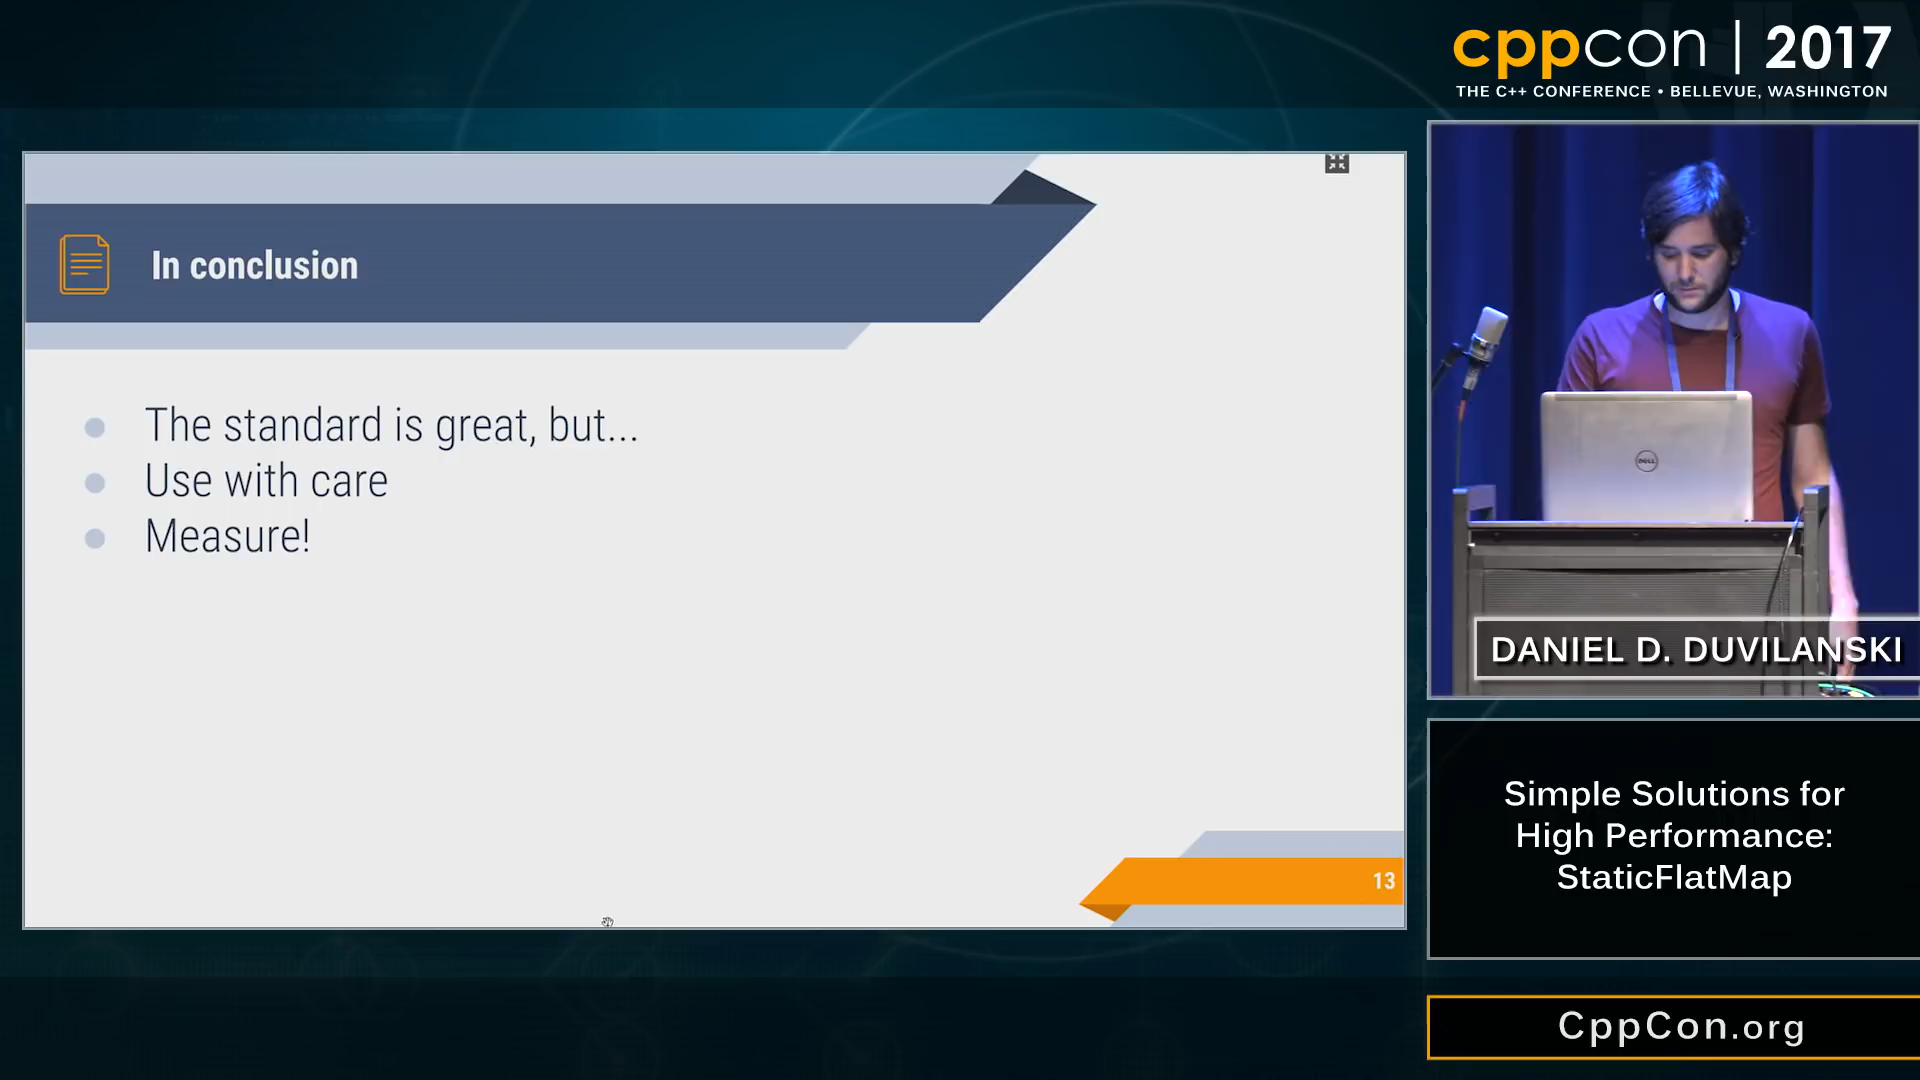 cppcon | 2017
THE C++ CONFERENCE • BELLEVUE, WASHINGTON
In conclusion
The standard is great, but...
Use with care
Measure!
13
DELL
DANIEL D. DUVILANSKI
Simple Solutions for
High Performance:
StaticFlatMap
CppCon.org